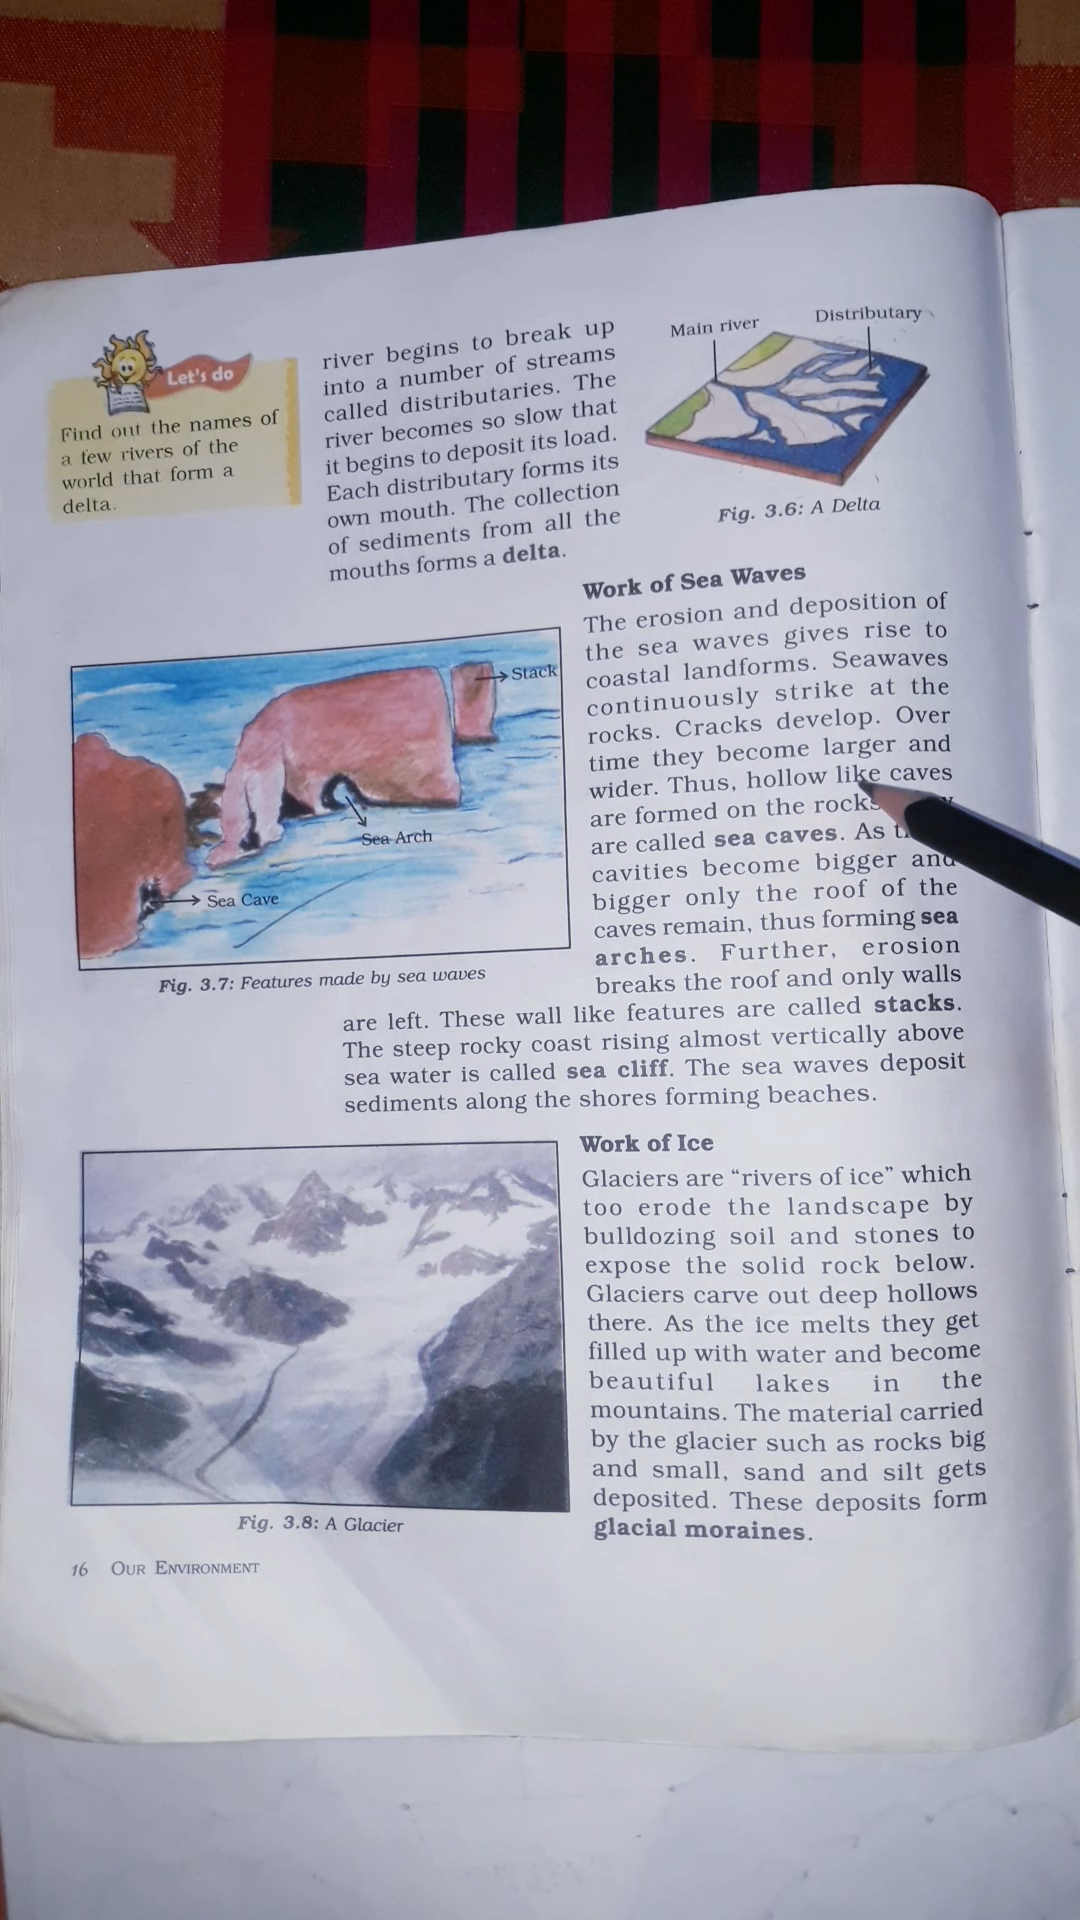 Let's do
Find out the names of
a few rivers of the
world that form a
delta.
river begins to break up
into a number of streams
called distributaries. The
river becomes so slow that
it begins to deposit its load.
Each distributary forms its
own mouth. The collection
of sediments from all the
mouths forms a delta.
Main river
Distributary
Fig. 3.6: A Delta
Work of Sea Waves
The erosion and deposition of
the sea waves gives rise to
coastal landforms. Seawaves
continuously strike at the
rocks. Cracks develop. Over
time they become larger and
wider. Thus, hollow like caves
are formed on the rocks
are called sea caves. As
cavities become bigger and
bigger only the roof of the
caves remain, thus forming sea
arches. Further, erosion
breaks the roof and only walls
are left. These wall like features are called stacks.
The steep rocky coast rising almost vertically above
sea water is called sea cliff. The sea waves deposit
sediments along the shores forming beaches.
Stack
Sea Arch
Sea Cave
Fig. 3.7: Features made by sea waves
Work of Ice
Glaciers are “rivers of ice” which
too erode the landscape by
bulldozing soil and stones to
expose the solid rock below.
Glaciers carve out deep hollows
there. As the ice melts they get
filled up with water and become
beautiful lakes in the
mountains. The material carried
by the glacier such as rocks big
and small, sand and silt gets
deposited. These deposits form
glacial moraines.
Fig. 3.8: A Glacier
16 OUR ENVIRONMENT